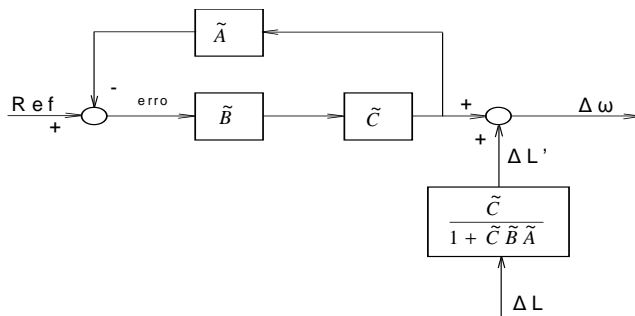 Ã
-
erro
Ref
+
B̃
C̃
+
+
Δω
ΔL'
C̃
1 + C̃ B̃ Ã
ΔL